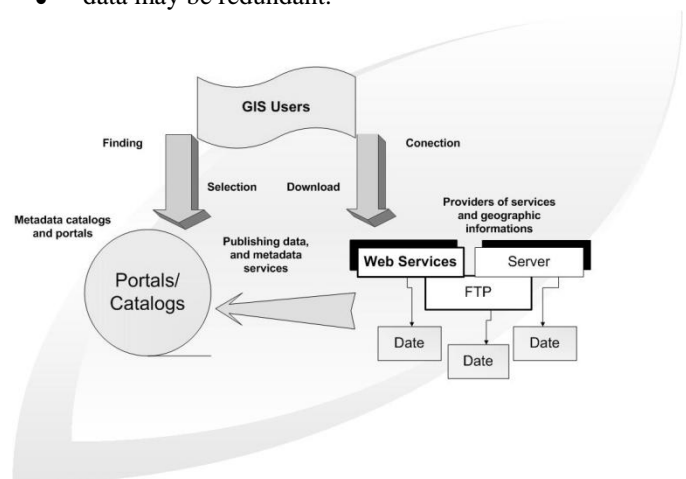 ● data may be redundant.
GIS Users
Finding
Conection
Selection
Download
Metadata catalogs
and portals
Providers of services
and geographic
informations
Publishing data,
and metadata
services
Portals/
Catalogs
Web Services
Server
FTP
Date
Date
Date